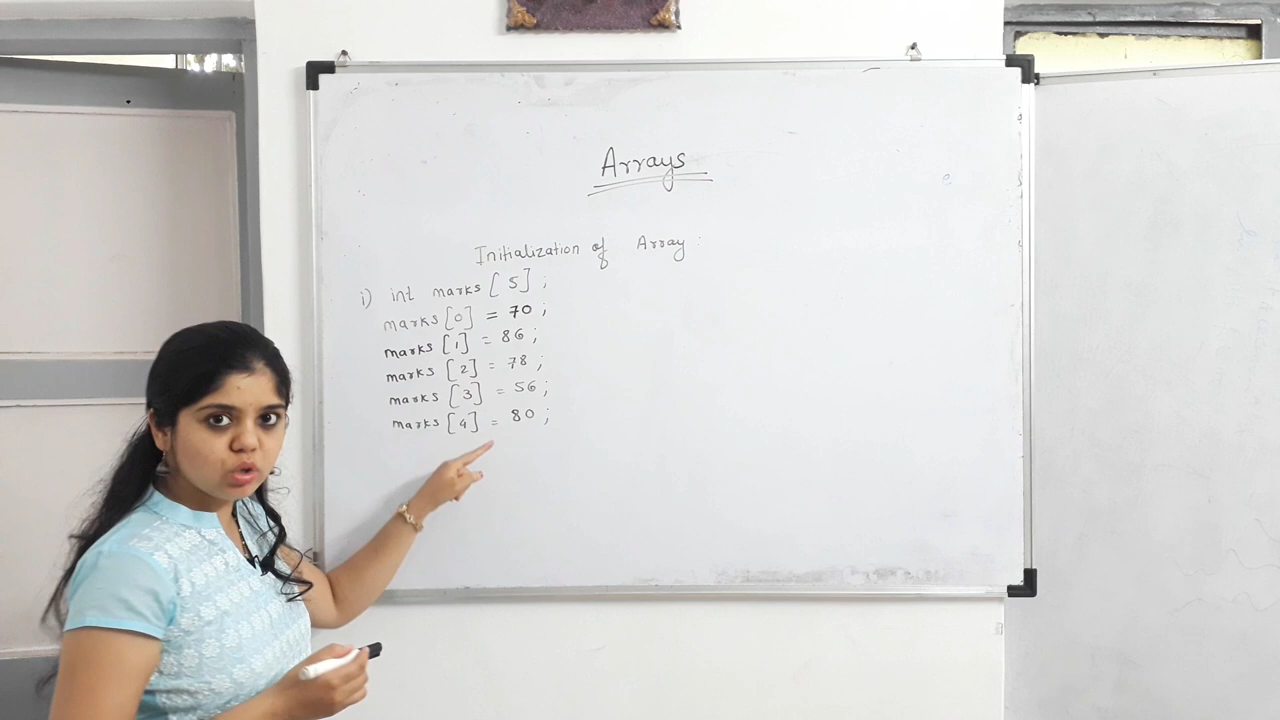 Arrays
Initialization of Array :
i) int marks [ 5 ] ;
marks [0] = 70 ;
marks [1] = 86 ;
marks [2] = 78 ;
marks [3] = 56 ;
marks [4] = 80 ;